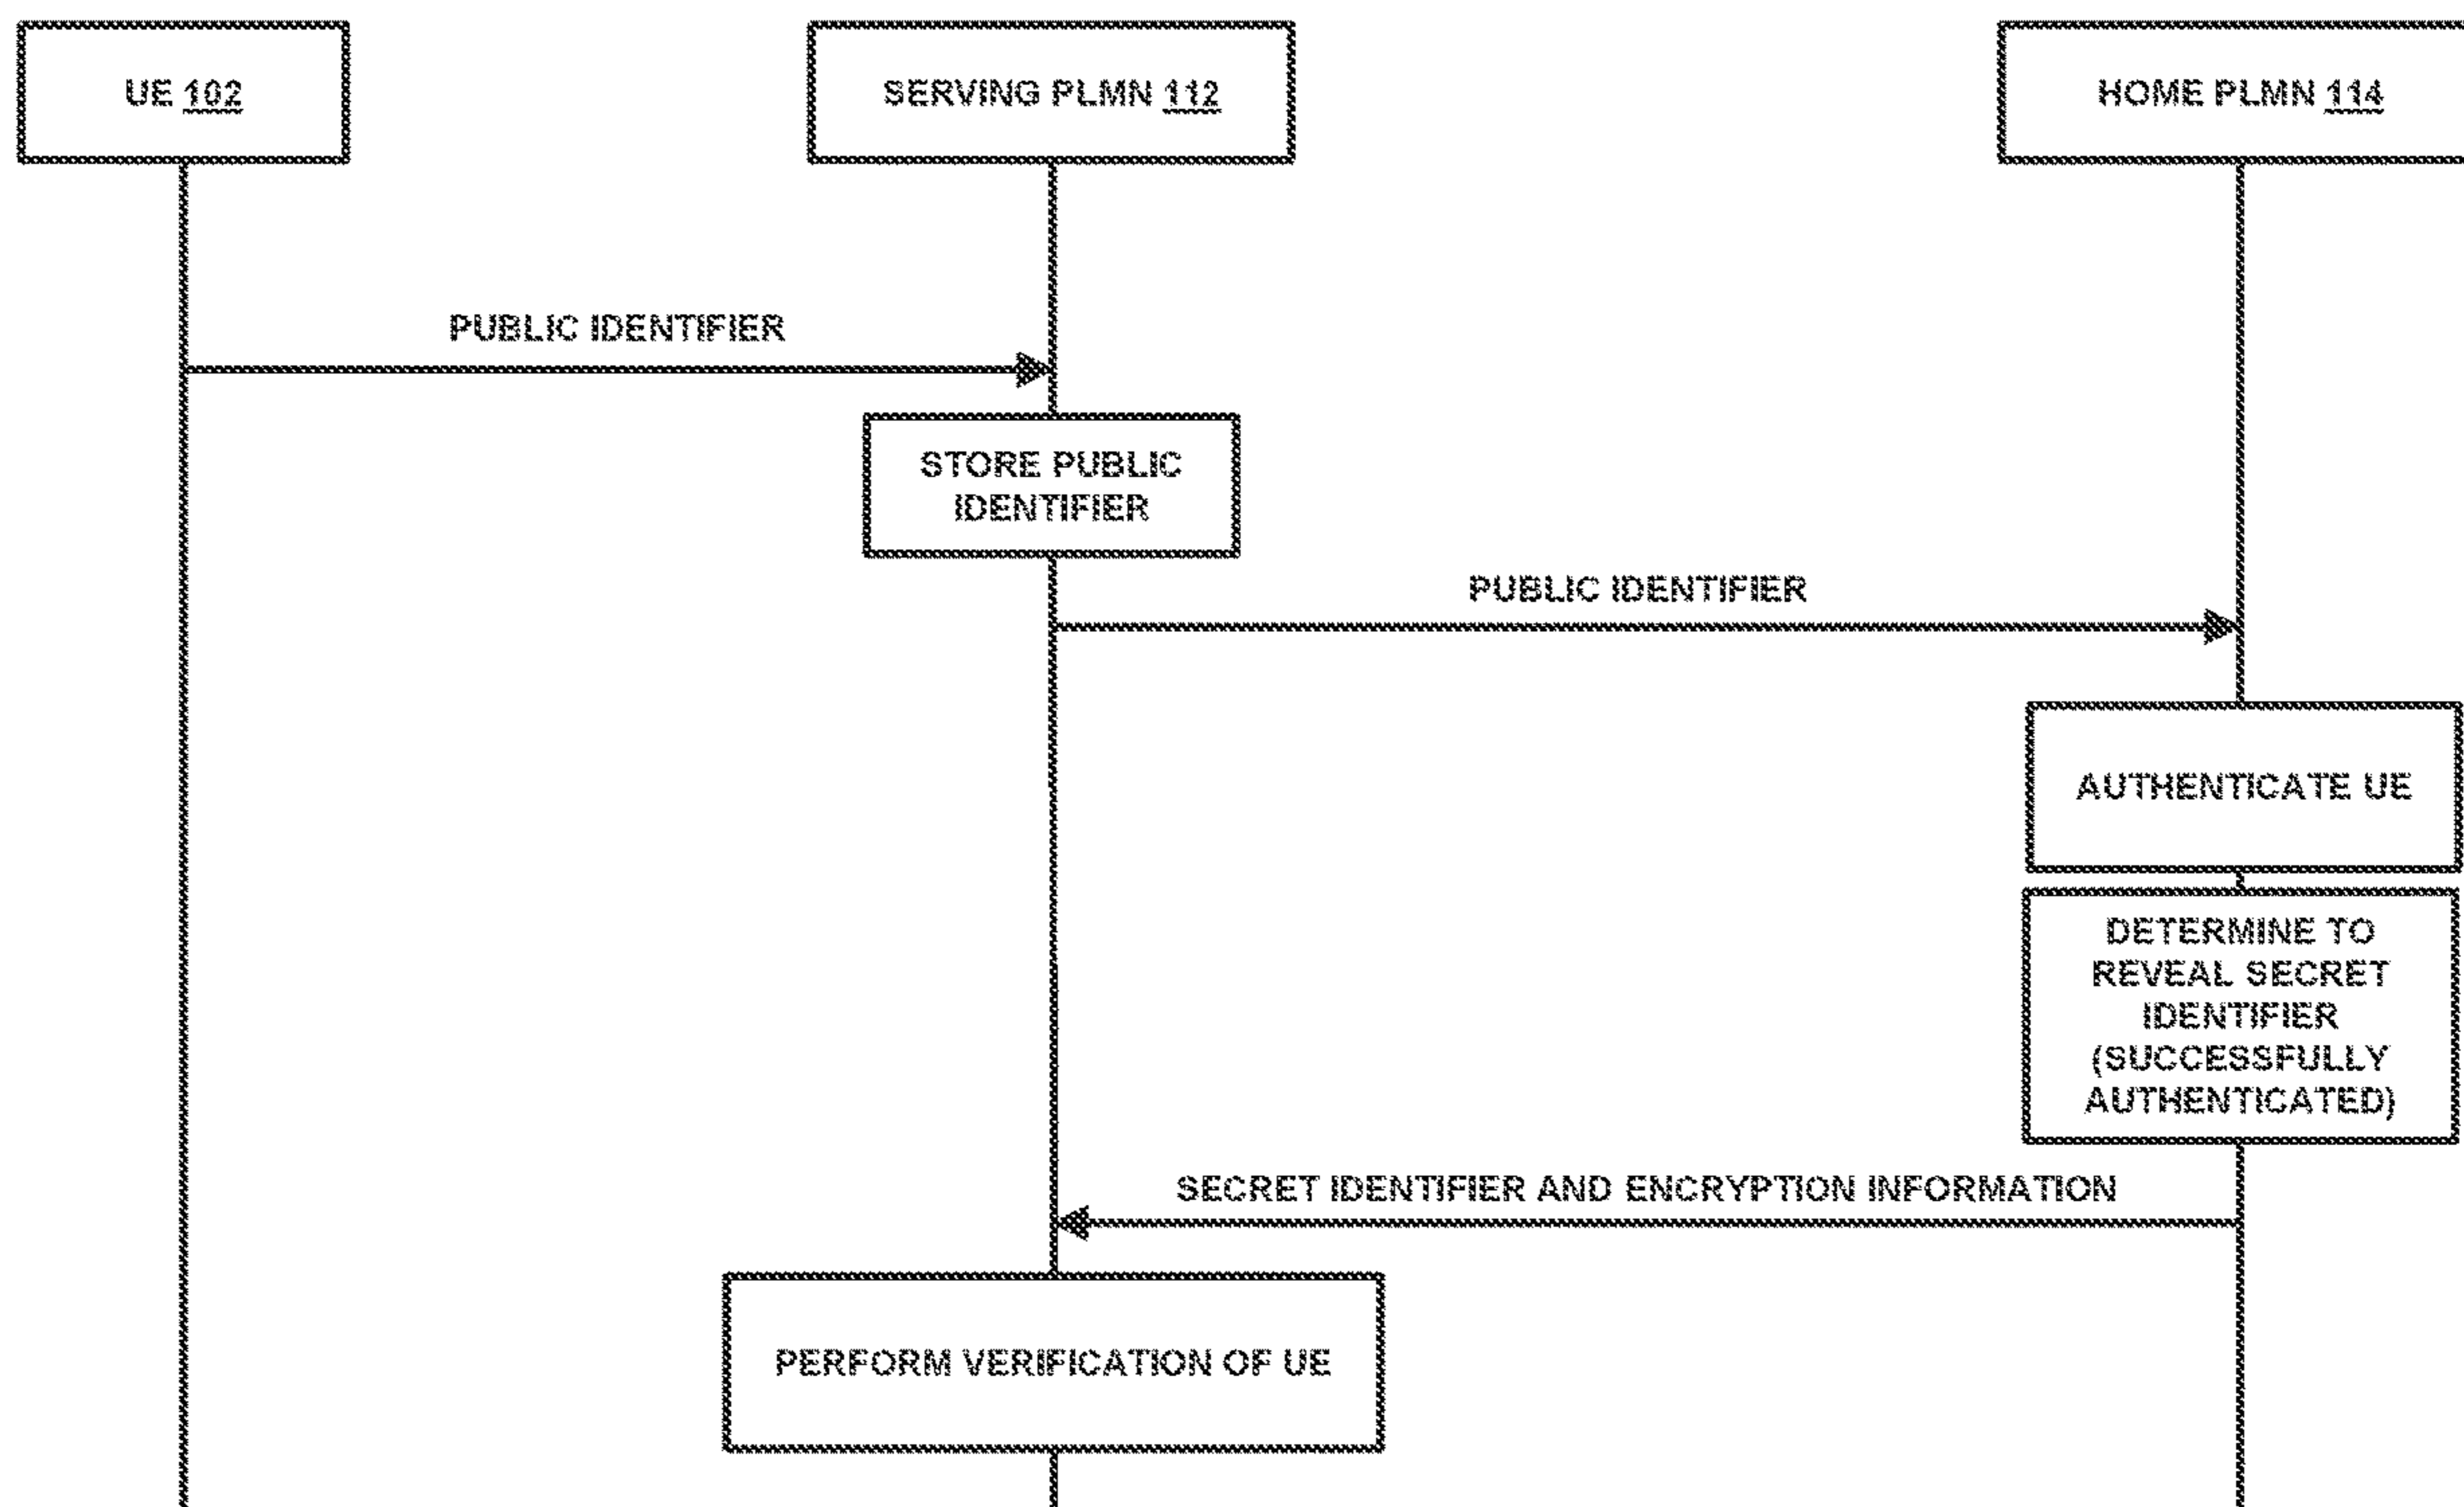 UE 102
SERVING PLMN 112
HOME PLMN 114
PUBLIC IDENTIFIER
STORE PUBLIC
IDENTIFIER
PUBLIC IDENTIFIER
AUTHENTICATE UE
DETERMINE TO
REVEAL SECRET
IDENTIFIER
(SUCCESSFULLY
AUTHENTICATED)
SECRET IDENTIFIER AND ENCRYPTION INFORMATION
PERFORM VERIFICATION OF UE